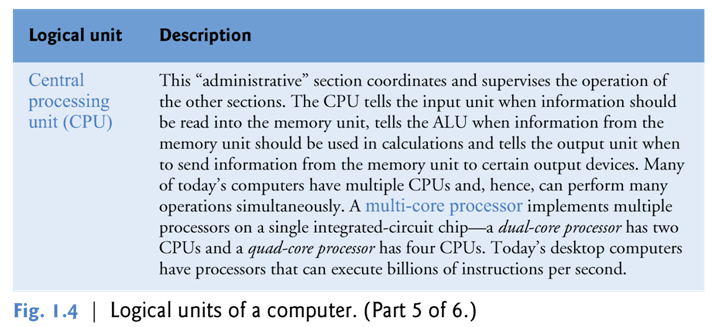 Logical unit Description
Central
processing
unit (CPU)
This “administrative” section coordinates and supervises the operation of
the other sections. The CPU tells the input unit when information should
be read into the memory unit, tells the ALU when information from the
memory unit should be used in calculations and tells the output unit when
to send information from the memory unit to certain output devices. Many
of today’s computers have multiple CPUs and, hence, can perform many
operations simultaneously. A multi-core processor implements multiple
processors on a single integrated-circuit chip—a dual-core processor has two
CPUs and a quad-core processor has four CPUs. Today’s desktop computers
have processors that can execute billions of instructions per second.
Fig. 1.4 | Logical units of a computer. (Part 5 of 6.)